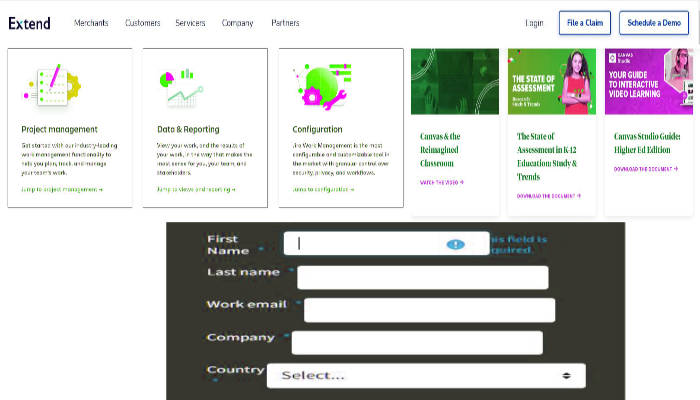 Extend
Merchants Customers Servicers Company Partners Login File a Claim Schedule a Demo
Project management
Get started with our industry-leading
work management functionality to
help you plan, track, and manage
your team's work.
Jump to project management →
Data & Reporting
View your work, and the results of
your work, in the way that makes the
most sense for you, your team, and
stakeholders.
Jump to views and reporting →
Configuration
Jira Work Management is the most
configurable and customizable tool in
the market with granular control over
security, privacy, and workflows.
Jump to configuration →
Canvas & the
Reimagined
Classroom
WATCH THE VIDEO >
THE STATE OF
ASSESSMENT
Research
Study & Trends
The State of
Assessment in K-12
Education: Study &
Trends
DOWNLOAD THE DOCUMENT >
CANVAS
Studio
YOUR GUIDE
TO INTERACTIVE
VIDEO LEARNING
Canvas Studio Guide:
Higher Ed Edition
DOWNLOAD THE DOCUMENT >
First
Name *
his field is
quired.
Last name *
Work email *
Company *
Country
*
Select...